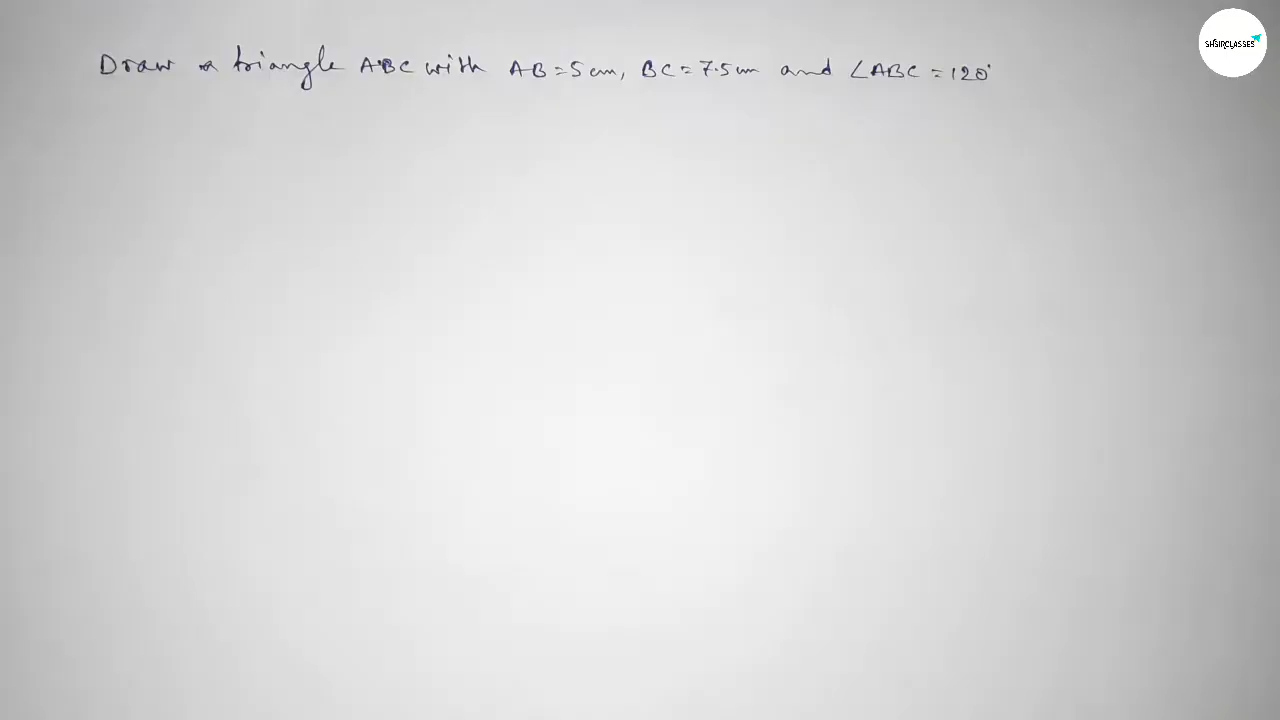 Draw a triangle ABC with AB = 5 cm, BC = 7.5 cm and ∠ABC = 120°
SHSIRCLASSES